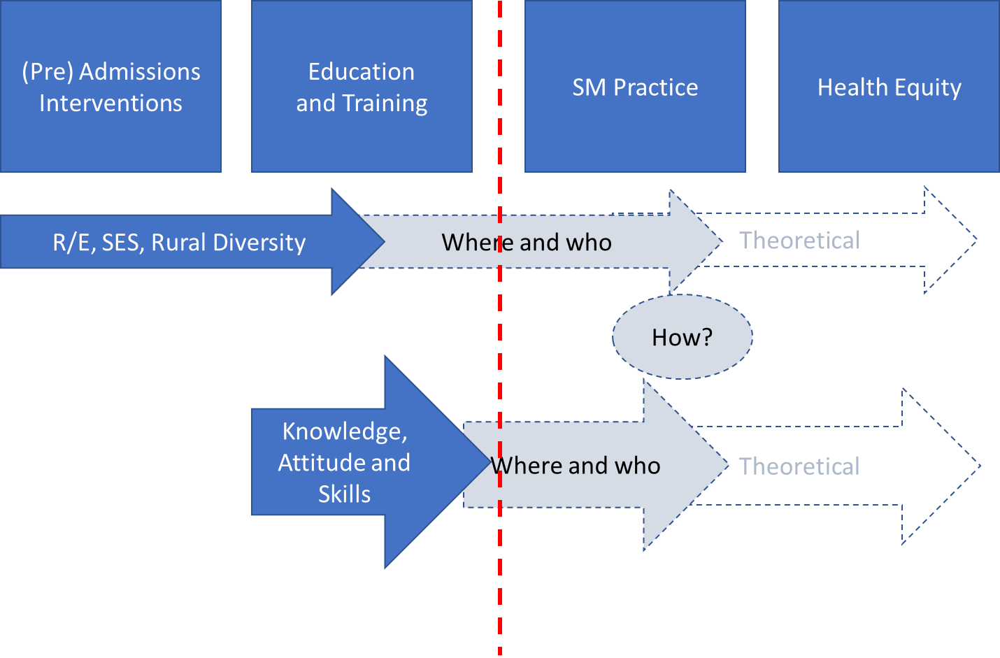 (Pre) Admissions
Interventions
Education
and Training
SM Practice
Health Equity
R/E, SES, Rural Diversity
Where and who
Theoretical
How?
Knowledge,
Attitude and
Skills
Where and who
Theoretical